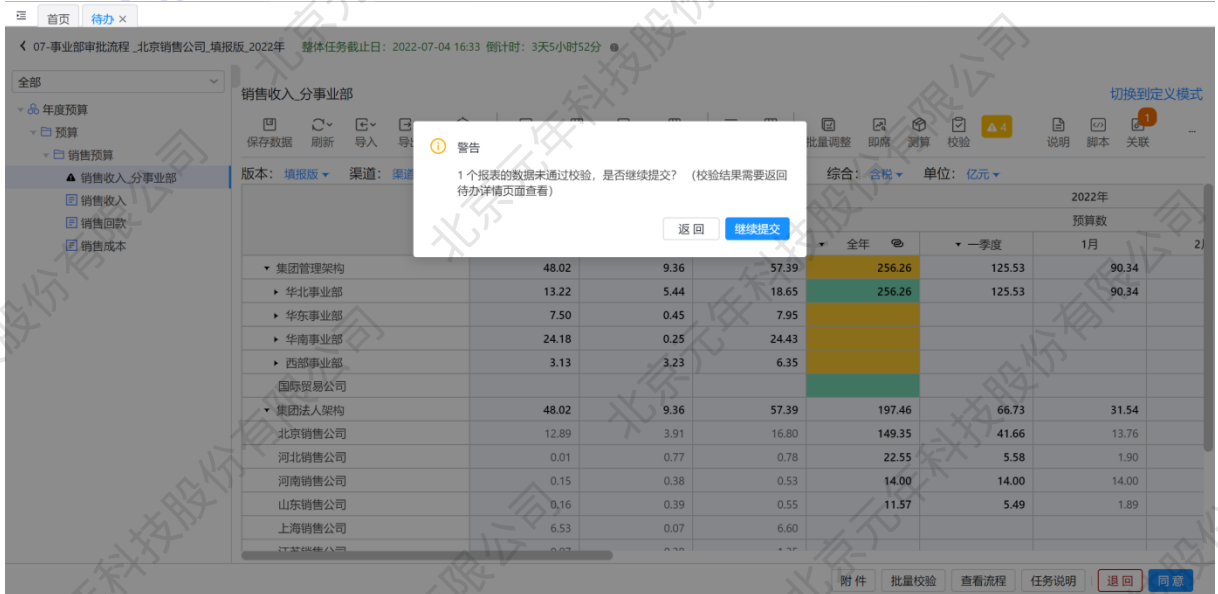 首页 待办 ×
07-事业部审批流程 _北京销售公司_填报版_2022年 整体任务截止日：2022-07-04 16:33 倒计时：3天5小时52分
全部
销售收入_分事业部 切换到定义模式
年度预算
预算
销售预算
销售收入_分事业部
销售收入
销售回款
销售成本
保存数据 刷新 导入 批量调整 即席 测算 校验 4 说明 脚本 关联 1 ...
版本：填报版 渠道： 综合：含税 单位：亿元
警告
1 个报表的数据未通过校验，是否继续提交？（校验结果需要返回
待办详情页面查看）
返 回 继续提交
2022年
预算数
全年 一季度 1月
集团管理架构 48.02 9.36 57.39 256.26 125.53 90.34
华北事业部 13.22 5.44 18.65 256.26 125.53 90.34
华东事业部 7.50 0.45 7.95
华南事业部 24.18 0.25 24.43
西部事业部 3.13 3.23 6.35
国际贸易公司
集团法人架构 48.02 9.36 57.39 197.46 66.73 31.54
北京销售公司 12.89 3.91 16.80 149.35 41.66 13.76
河北销售公司 0.01 0.77 0.78 22.55 5.58 1.90
河南销售公司 0.15 0.38 0.53 14.00 14.00 14.00
山东销售公司 0.16 0.39 0.55 11.57 5.49 1.89
上海销售公司 6.53 0.07 6.60
附 件 批量校验 查看流程 任务说明 退 回 同 意